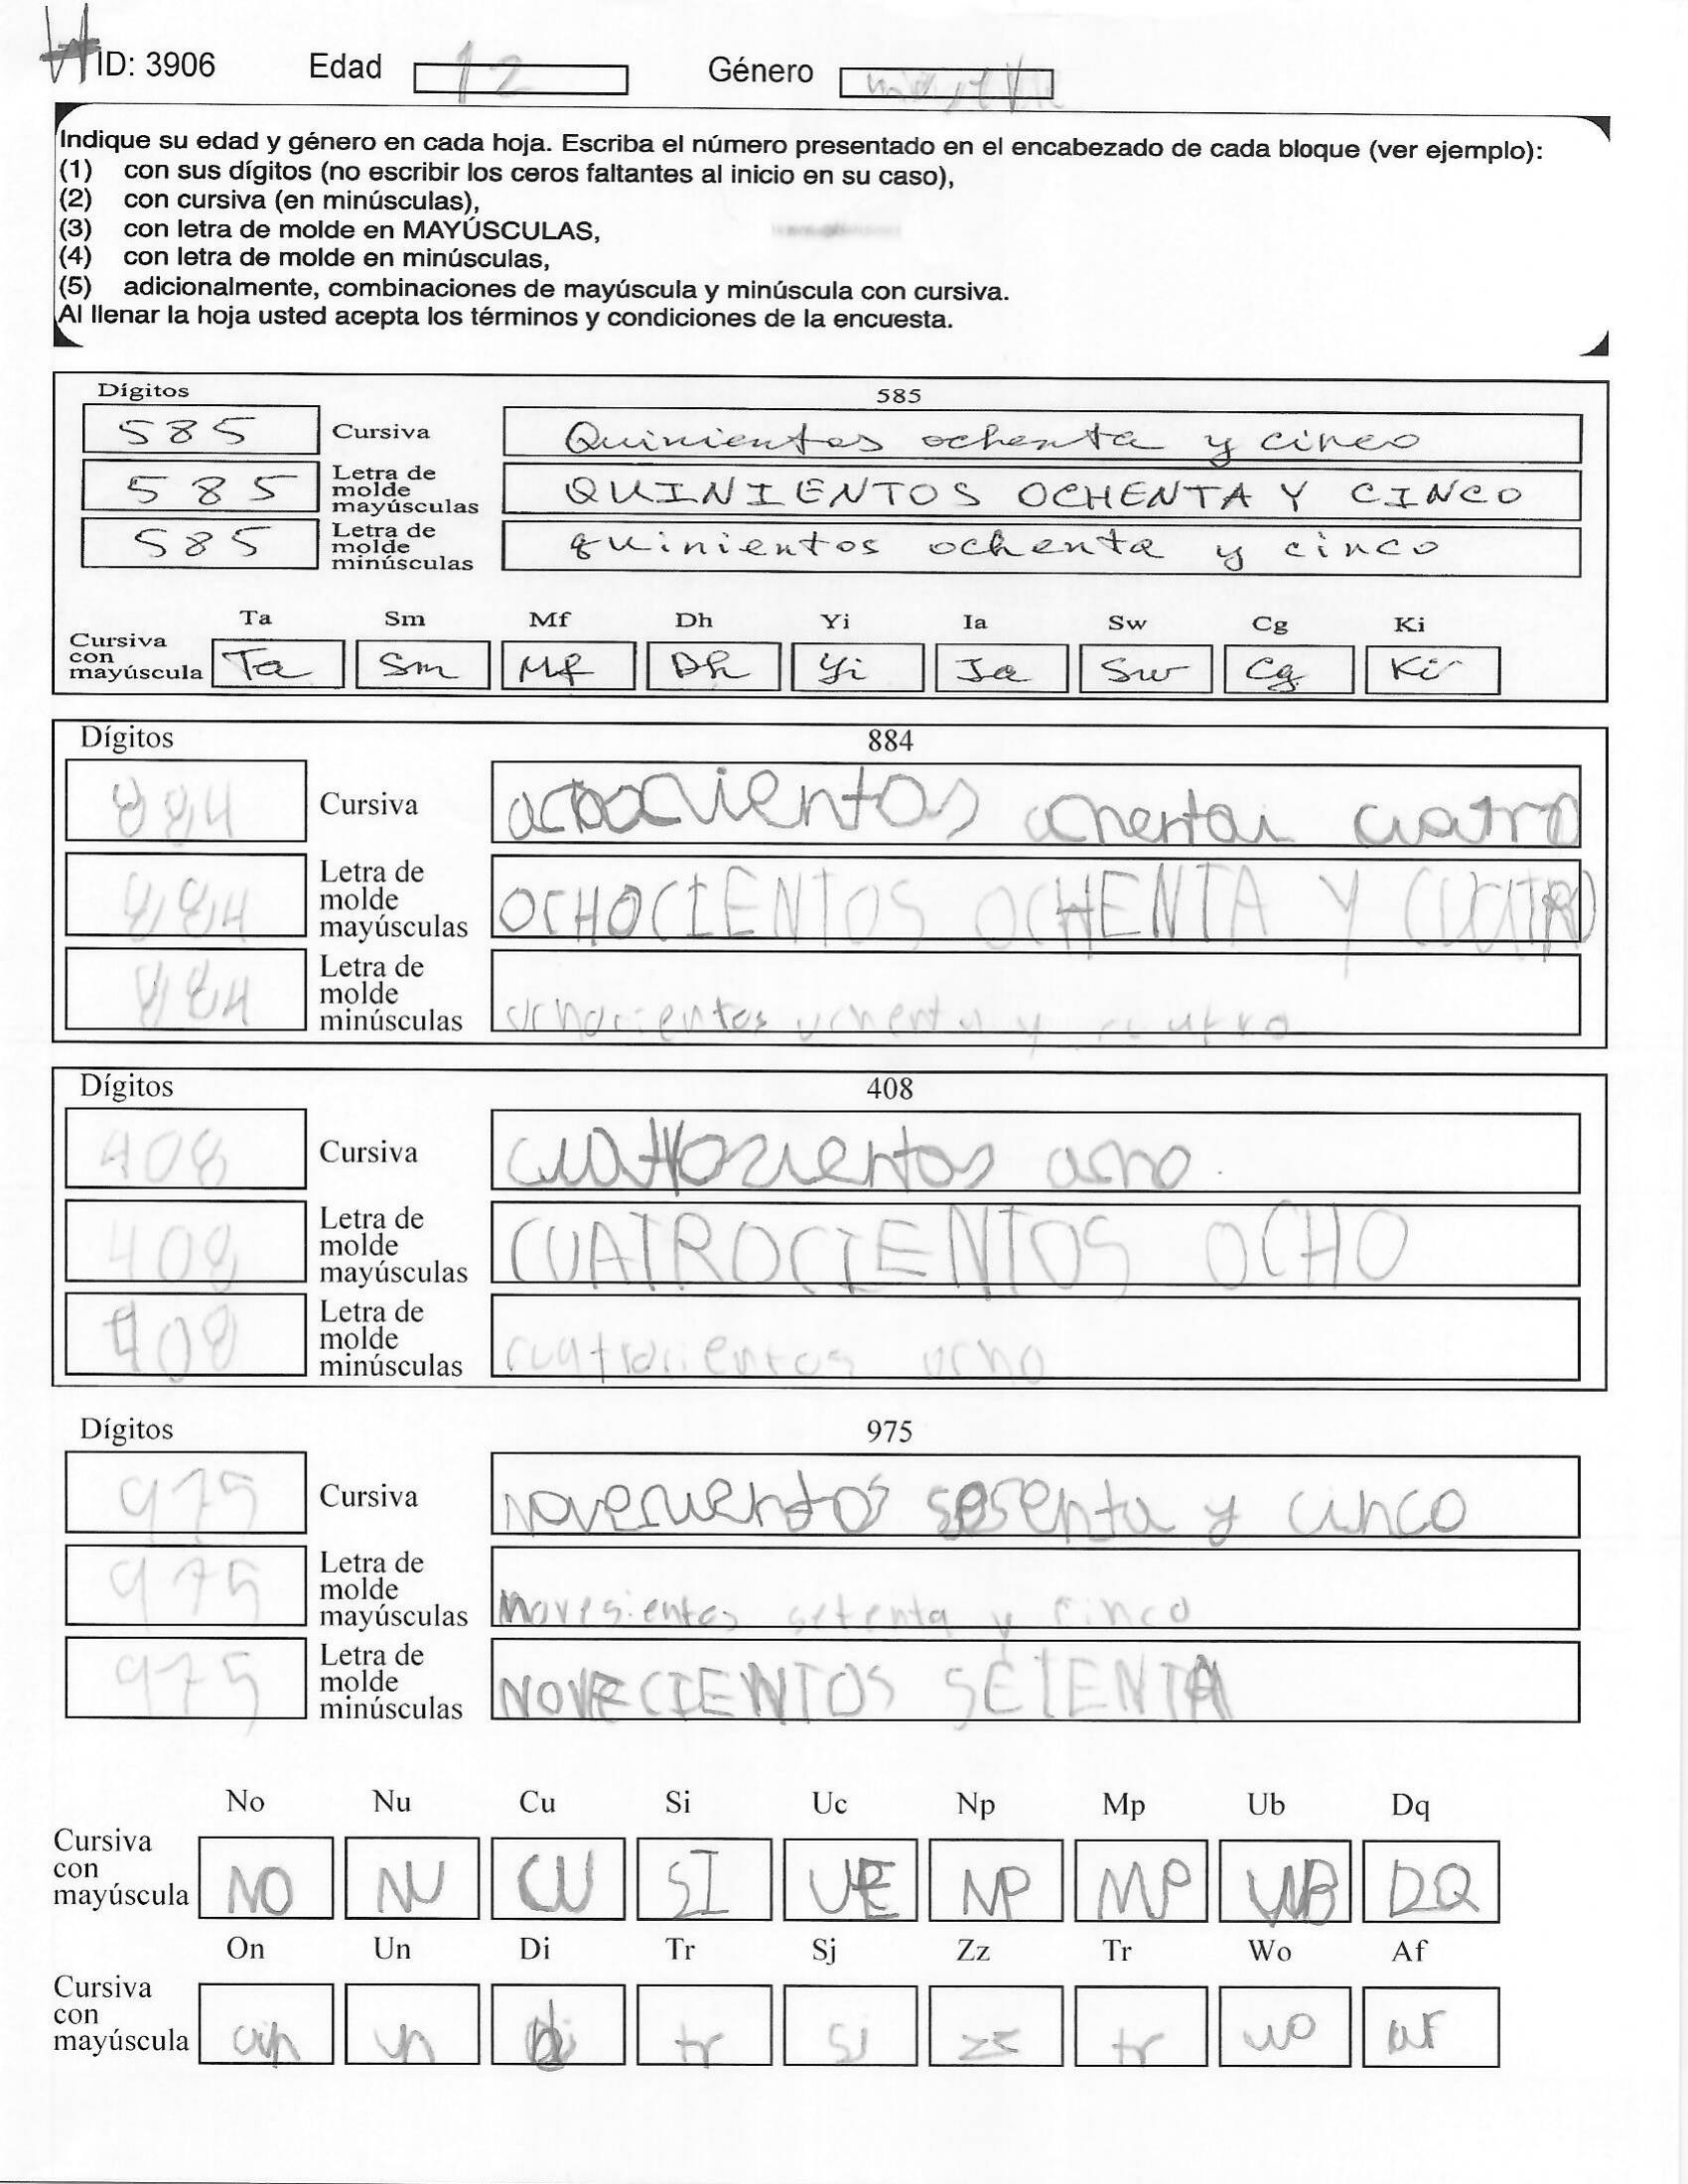 ID: 3906 Edad 12 Género
Indique su edad y género en cada hoja. Escriba el número presentado en el encabezado de cada bloque (ver ejemplo):
(1) con sus dígitos (no escribir los ceros faltantes al inicio en su caso),
(2) con cursiva (en minúsculas),
(3) con letra de molde en MAYÚSCULAS,
(4) con letra de molde en minúsculas,
(5) adicionalmente, combinaciones de mayúscula y minúscula con cursiva.
Al llenar la hoja usted acepta los términos y condiciones de la encuesta.
Dígitos 585
585 Cursiva Quinientos ochenta y cinco
585 Letra de molde mayúsculas QUINIENTOS OCHENTA Y CINCO
585 Letra de molde minúsculas quinientos ochenta y cinco
Ta Sm Mf Dh Yi Ia Sw Cg Ki
Cursiva con mayúscula Ta Sm Mf Dh Yi Ia Sw Cg Ki
Dígitos 884
884 Cursiva cuatro
884 Letra de molde mayúsculas OCHOCIENTOS OCHENTA Y CUATRO
884 Letra de molde minúsculas ochocientos ochenta y cuatro
Dígitos 408
408 Cursiva cuatrocientos
408 Letra de molde mayúsculas CUATROCIENTOS OCHO
408 Letra de molde minúsculas cuatrocientos ocho
Dígitos 975
975 Cursiva novecientos sesenta y cinco
975 Letra de molde mayúsculas novesientos setenta y cinco
975 Letra de molde minúsculas NOVECIENTOS SETENTA
No Nu Cu Si Uc Np Mp Ub Dq
Cursiva con mayúscula NO NU CU SI UE NP MP UB DQ
On Un Di Tr Sj Zz Tr Wo Af
Cursiva con mayúscula un di tr sj zz tr wo af